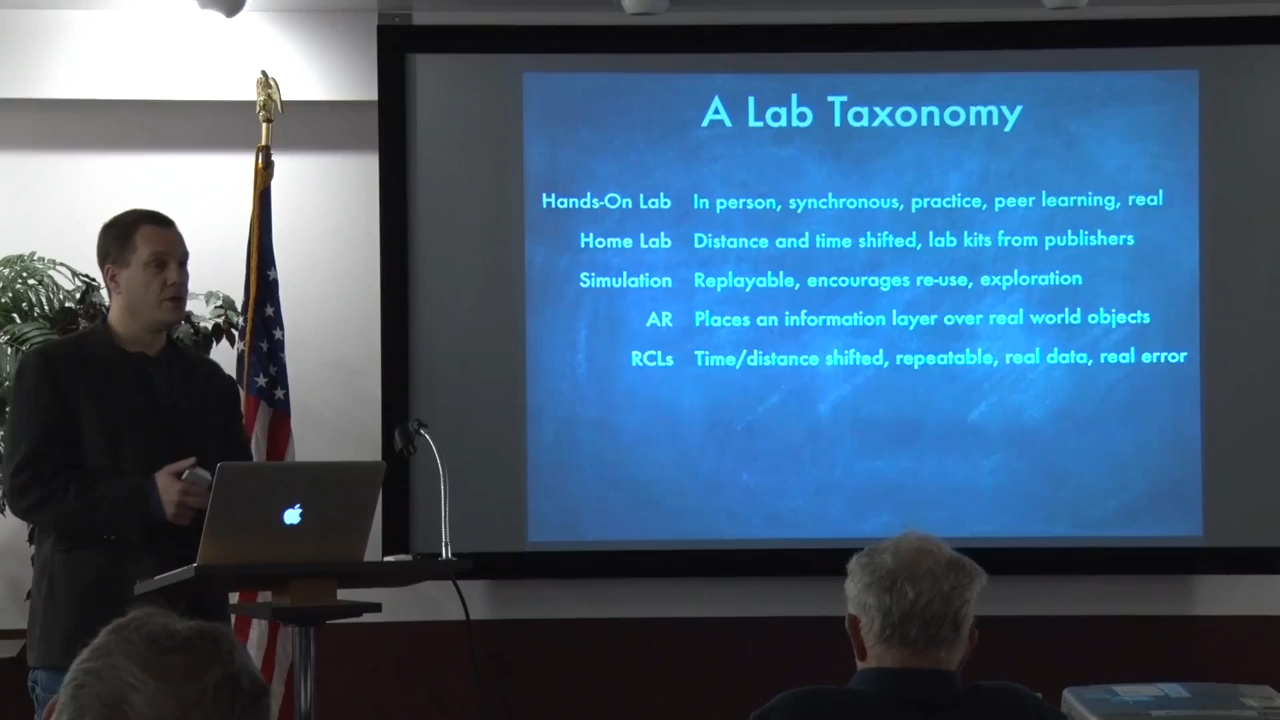 A Lab Taxonomy
Hands-On Lab In person, synchronous, practice, peer learning, real
Home Lab Distance and time shifted, lab kits from publishers
Simulation Replayable, encourages re-use, exploration
AR Places an information layer over real world objects
RCLs Time/distance shifted, repeatable, real data, real error